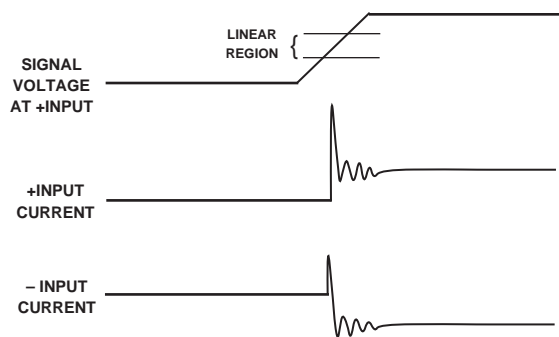 LINEAR
REGION
SIGNAL
VOLTAGE
AT +INPUT
+INPUT
CURRENT
– INPUT
CURRENT